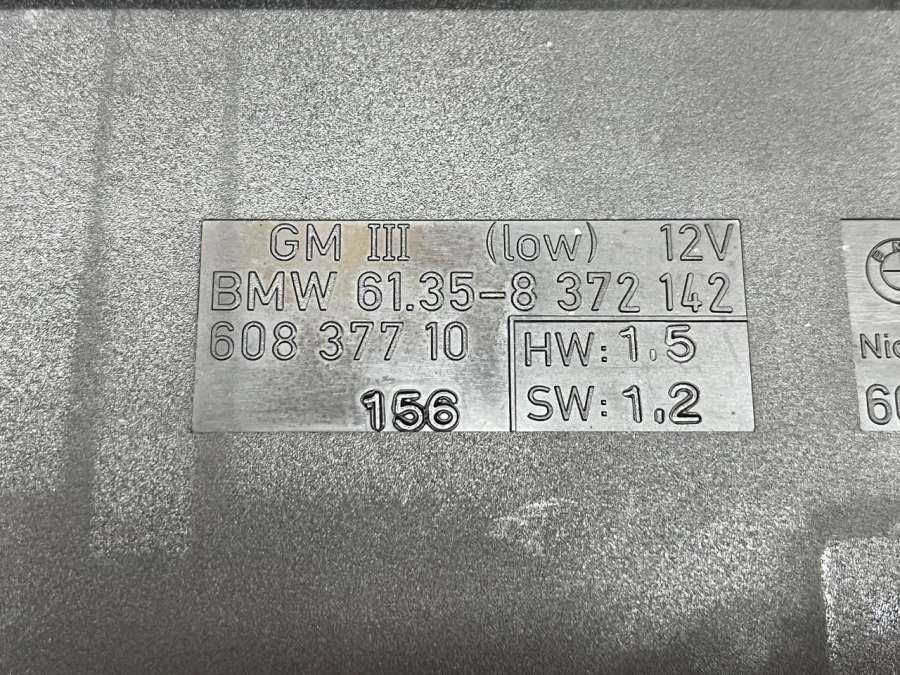 GM III (low) 12V
BMW 61.35-8 372 142
608 377 10
HW: 1.5
156
SW: 1.2